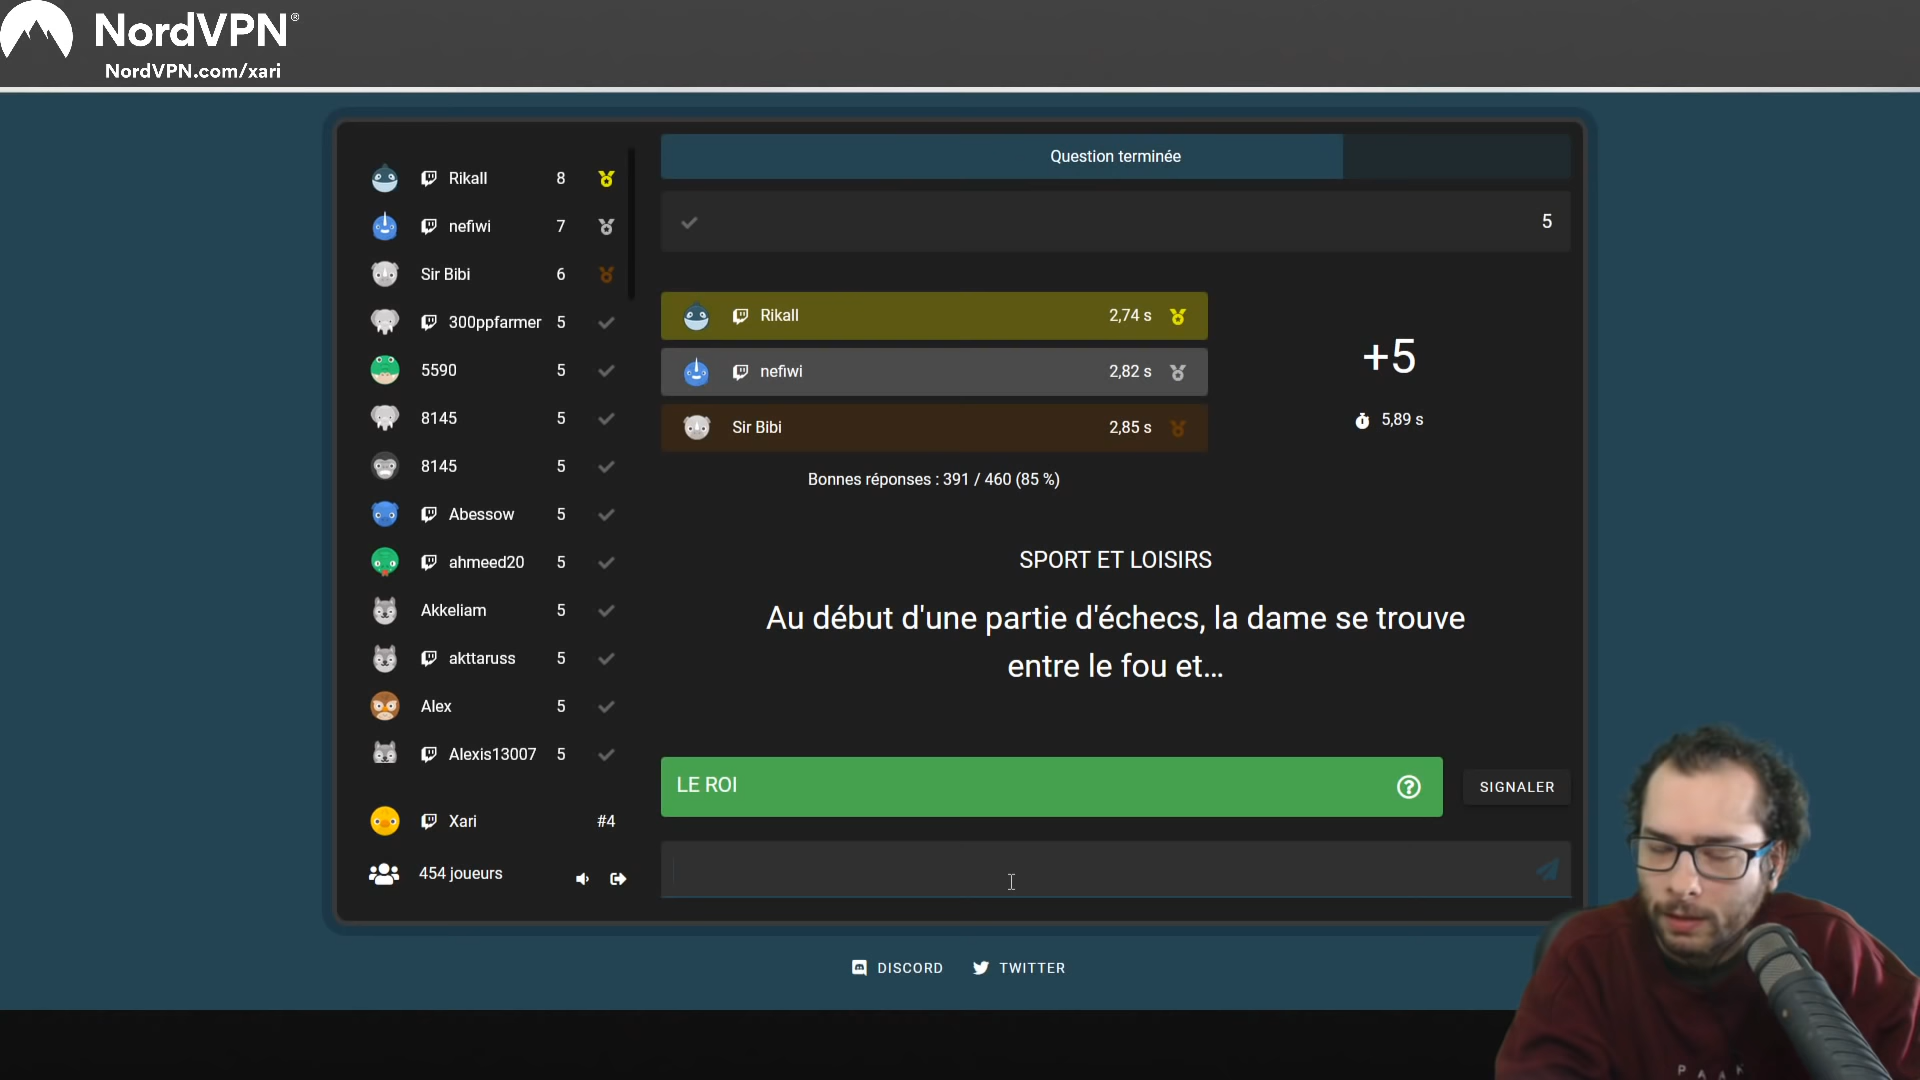 NordVPN®
NordVPN.com/xari
Rikall 8
nefiwi 7
Sir Bibi 6
300ppfarmer 5
5590 5
8145 5
8145 5
Abessow 5
ahmeed20 5
Akkeliam 5
akttaruss 5
Alex 5
Alexis13007 5
Xari #4
454 joueurs
Question terminée
5
Rikall 2,74 s
nefiwi 2,82 s
Sir Bibi 2,85 s
+5
5,89 s
Bonnes réponses : 391 / 460 (85 %)
SPORT ET LOISIRS
Au début d'une partie d'échecs, la dame se trouve
entre le fou et...
LE ROI
SIGNALER
DISCORD TWITTER